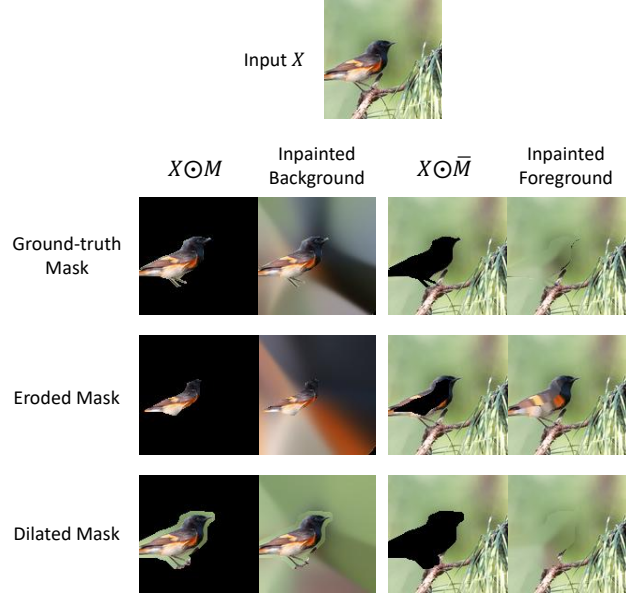 Input X
X⊙M
Inpainted
Background
X⊙M̄
Inpainted
Foreground
Ground-truth
Mask
Eroded Mask
Dilated Mask